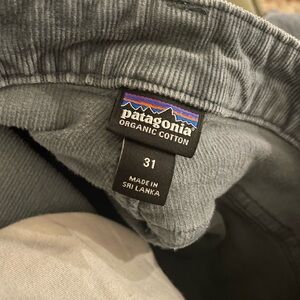 patagonia®
ORGANIC COTTON
31
MADE IN
SRI LANKA